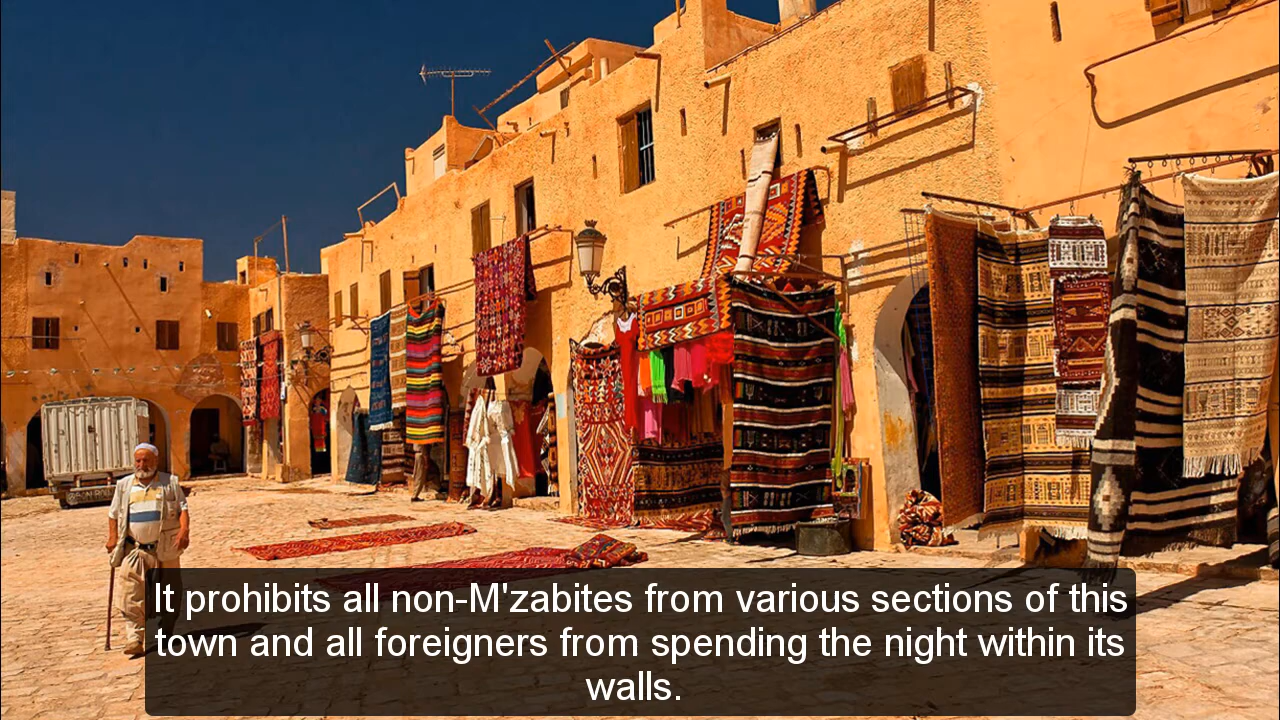 It prohibits all non-M'zabites from various sections of this
town and all foreigners from spending the night within its
walls.